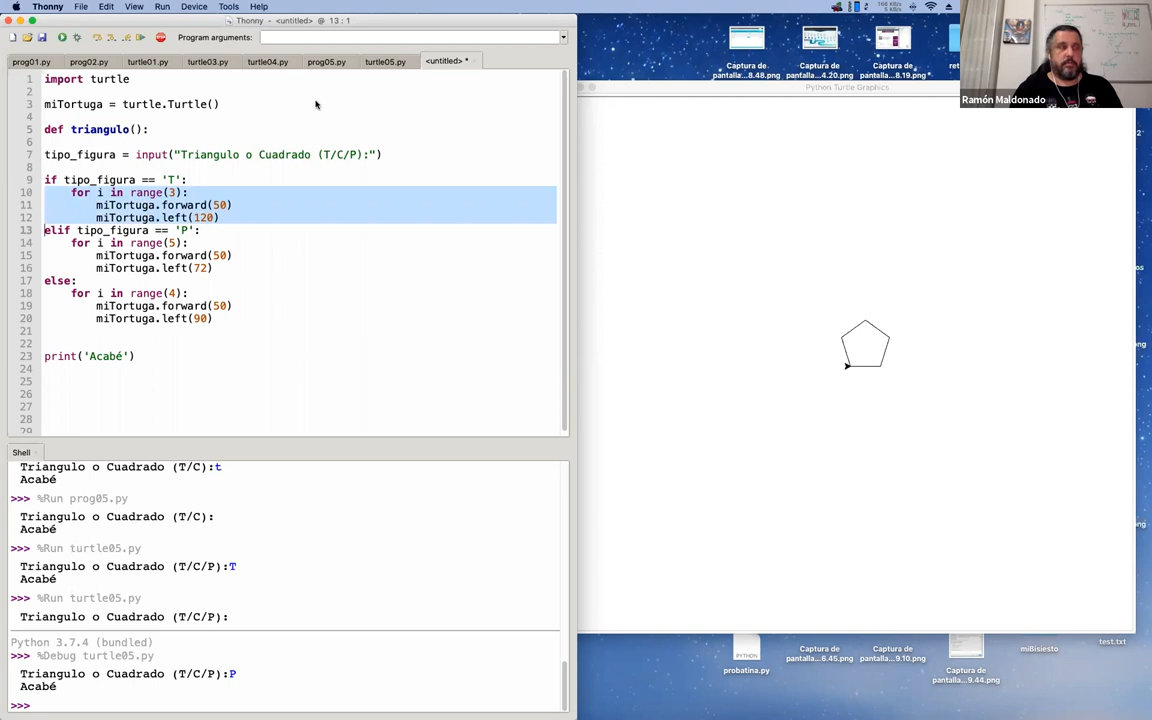 Thonny File Edit View Run Device Tools Help
166 KB/s
5 KB/s
Thonny - <untitled> @ 13 : 1
Program arguments:
prog01.py prog02.py turtle01.py turtle03.py turtle04.py prog05.py turtle05.py <untitled> *
1 import turtle
2
3 miTortuga = turtle.Turtle()
4
5 def triangulo():
6
7 tipo_figura = input("Triangulo o Cuadrado (T/C/P):")
8
9 if tipo_figura == 'T':
10 for i in range(3):
11 miTortuga.forward(50)
12 miTortuga.left(120)
13 elif tipo_figura == 'P':
14 for i in range(5):
15 miTortuga.forward(50)
16 miTortuga.left(72)
17 else:
18 for i in range(4):
19 miTortuga.forward(50)
20 miTortuga.left(90)
21
22
23 print('Acabé')
24
25
26
27
28
29
Shell
Triangulo o Cuadrado (T/C):t
Acabé
>>> %Run prog05.py
Triangulo o Cuadrado (T/C):
Acabé
>>> %Run turtle05.py
Triangulo o Cuadrado (T/C/P):T
Acabé
>>> %Run turtle05.py
Triangulo o Cuadrado (T/C/P):
Python 3.7.4 (bundled)
>>> %Debug turtle05.py
Triangulo o Cuadrado (T/C/P):P
Acabé
>>>
Captura de pantalla...8.48.png
Captura de pantalla...4.20.png
Captura de pantalla...8.19.png
ret
Python Turtle Graphics
Ramón Maldonado
PYTHON
probatina.py
Captura de pantalla...6.45.png
Captura de pantalla...9.10.png
Captura de pantalla...9.44.png
miBisiesto
test.txt